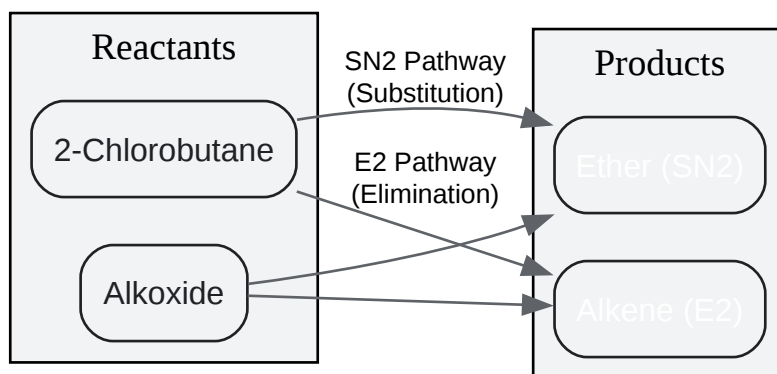 Reactants
2-Chlorobutane
Alkoxide
SN2 Pathway
(Substitution)
E2 Pathway
(Elimination)
Products
Ether (SN2)
Alkene (E2)